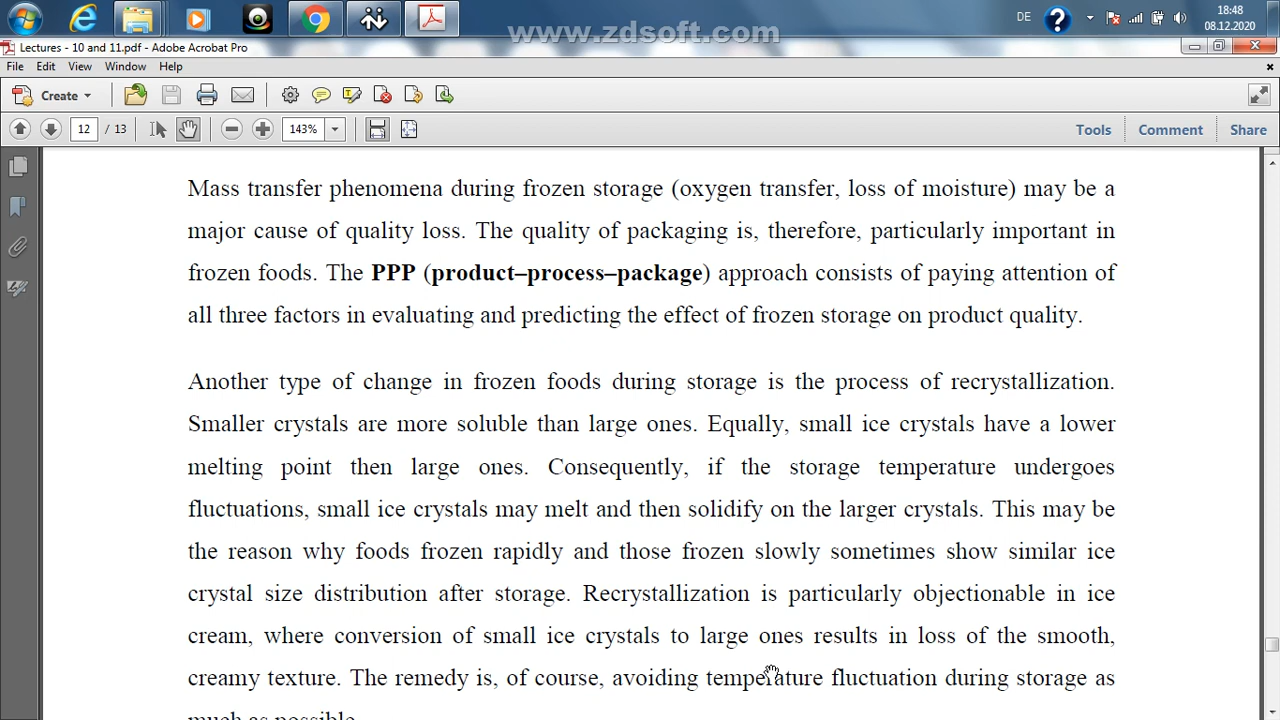 DE
18:48
08.12.2020
www.zdsoft.com
Lectures - 10 and 11.pdf - Adobe Acrobat Pro
File Edit View Window Help
Create
12 / 13 143% Tools Comment Share
Mass transfer phenomena during frozen storage (oxygen transfer, loss of moisture) may be a
major cause of quality loss. The quality of packaging is, therefore, particularly important in
frozen foods. The PPP (product–process–package) approach consists of paying attention of
all three factors in evaluating and predicting the effect of frozen storage on product quality.
Another type of change in frozen foods during storage is the process of recrystallization.
Smaller crystals are more soluble than large ones. Equally, small ice crystals have a lower
melting point then large ones. Consequently, if the storage temperature undergoes
fluctuations, small ice crystals may melt and then solidify on the larger crystals. This may be
the reason why foods frozen rapidly and those frozen slowly sometimes show similar ice
crystal size distribution after storage. Recrystallization is particularly objectionable in ice
cream, where conversion of small ice crystals to large ones results in loss of the smooth,
creamy texture. The remedy is, of course, avoiding temperature fluctuation during storage as
much as possible.